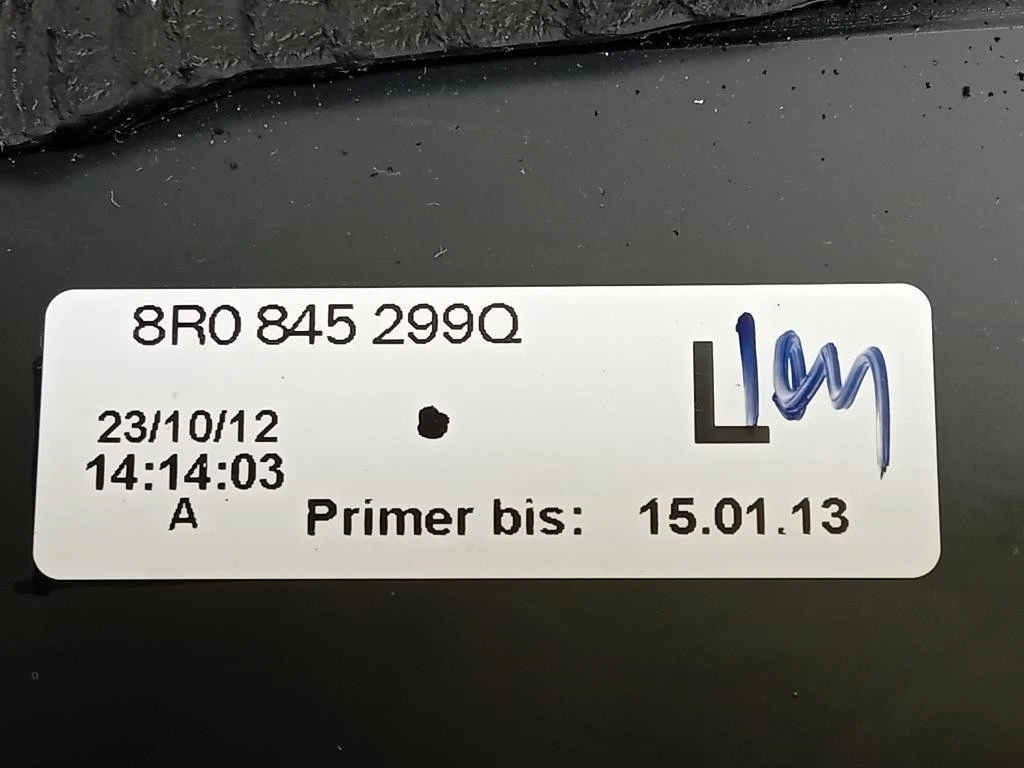 8R0 845 299Q
L
23/10/12
14:14:03
A
Primer bis: 15.01.13